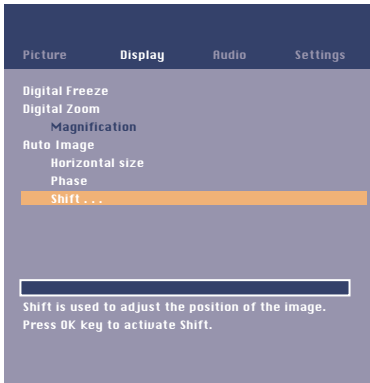 Picture Display Audio Settings
Digital Freeze
Digital Zoom
Magnification
Auto Image
Horizontal size
Phase
Shift . . .
Shift is used to adjust the position of the image.
Press OK key to activate Shift.